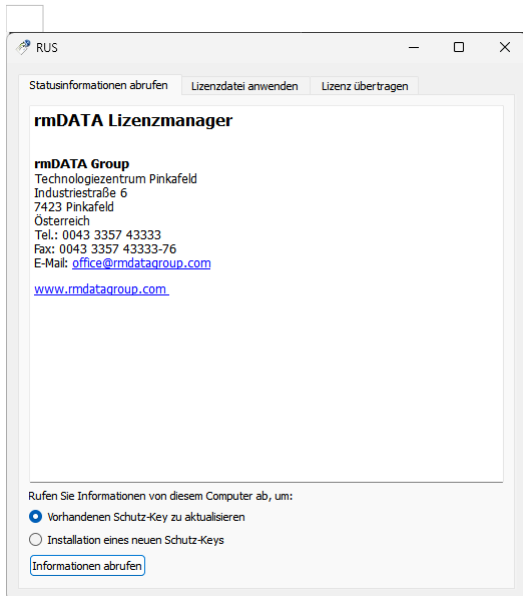 RUS
Statusinformationen abrufen Lizenzdatei anwenden Lizenz übertragen
rmDATA Lizenzmanager
rmDATA Group
Technologiezentrum Pinkafeld
Industriestraße 6
7423 Pinkafeld
Österreich
Tel.: 0043 3357 43333
Fax: 0043 3357 43333-76
E-Mail: office@rmdatagroup.com
www.rmdatagroup.com
Rufen Sie Informationen von diesem Computer ab, um:
Vorhandenen Schutz-Key zu aktualisieren
Installation eines neuen Schutz-Keys
Informationen abrufen